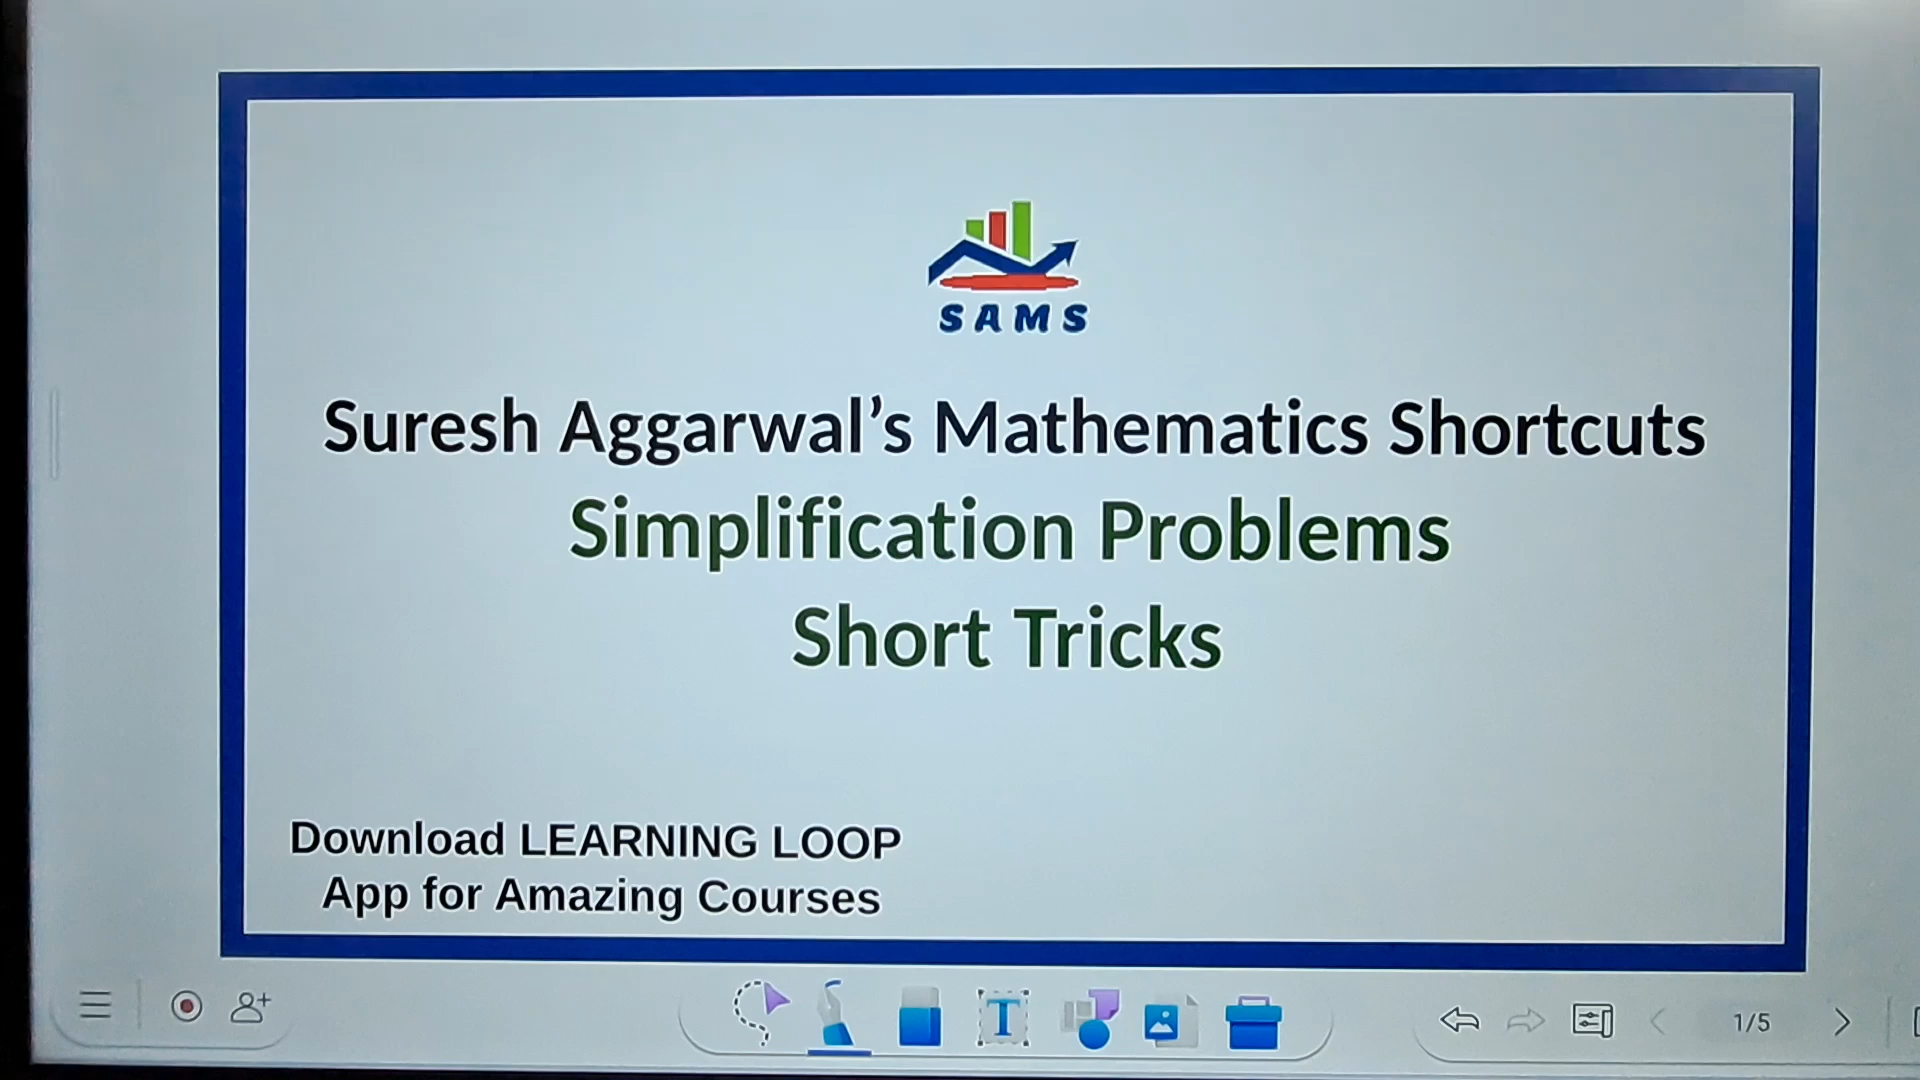 SAMS
Suresh Aggarwal’s Mathematics Shortcuts
Simplification Problems
Short Tricks
Download LEARNING LOOP
App for Amazing Courses
T
1/5